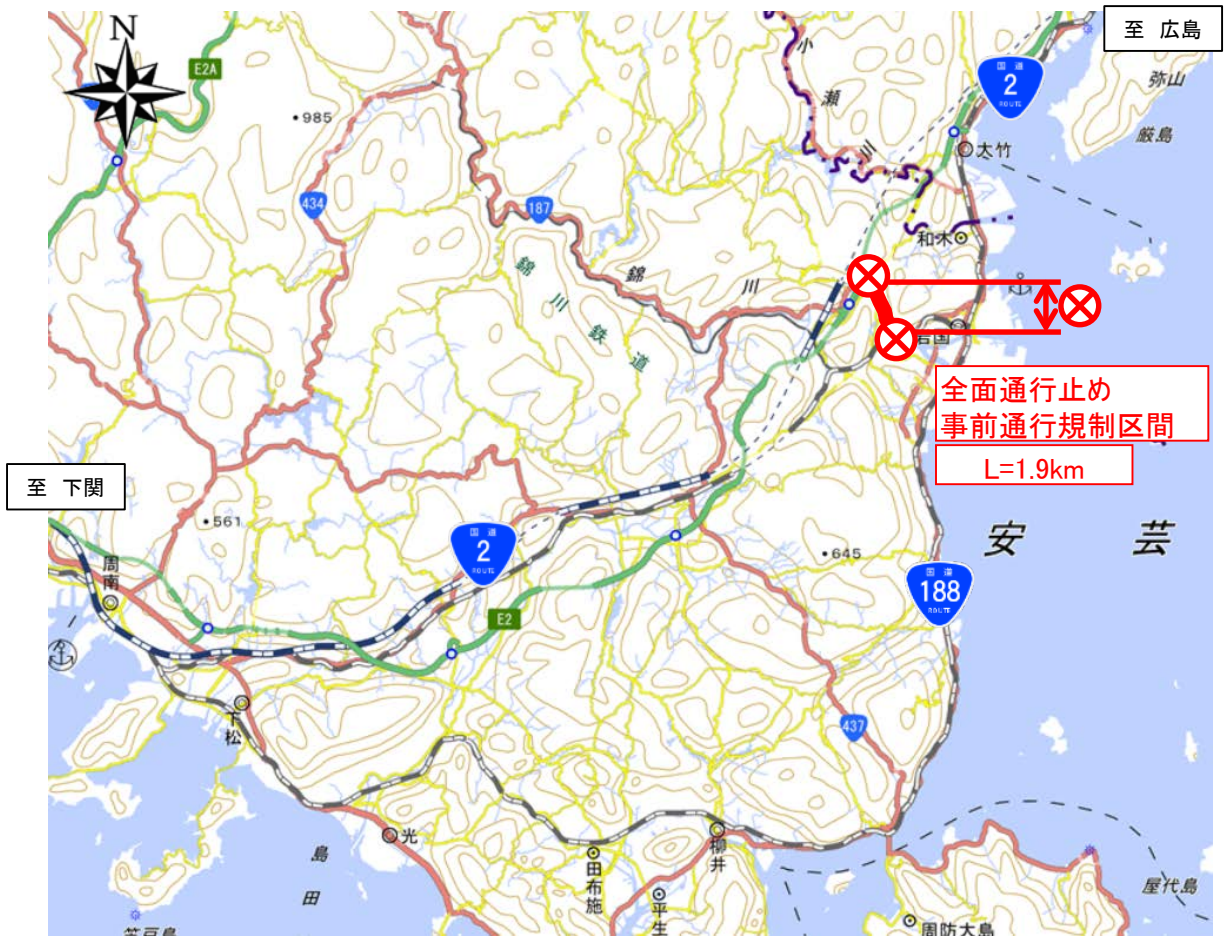 至 広島
N
E2A
小瀬川
国道
2
ROUTE
弥山
厳島
985
大竹
434
187
和木
錦川
錦川鉄道
岩国
全面通行止め
事前通行規制区間
L=1.9km
至 下関
561
国道
2
ROUTE
645
安芸
国道
188
ROUTE
周南
E2
下松
437
光
柳井
島田
田布施
平生
屋代島
周防大島
笠戸島